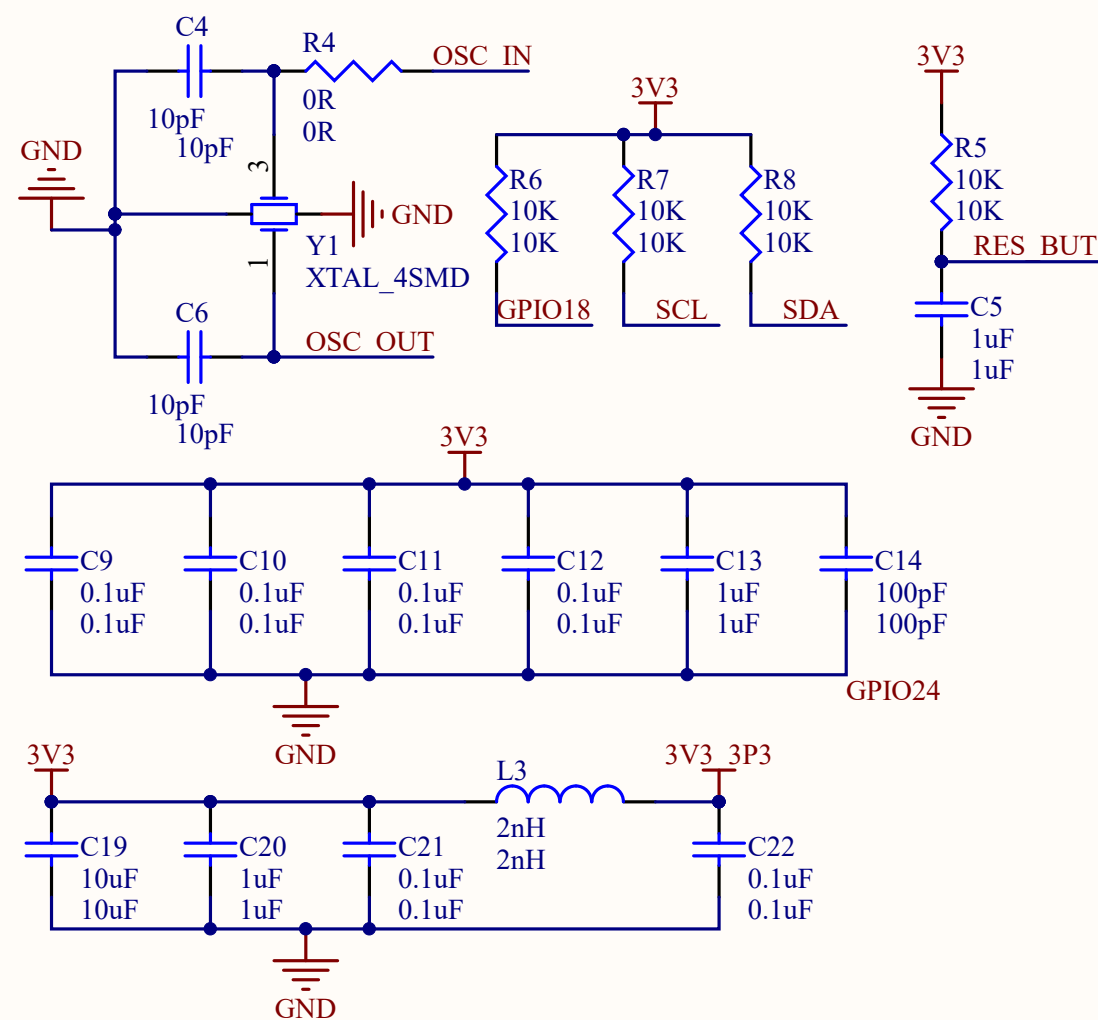 C4
10pF
10pF
R4
0R
0R
OSC_IN
GND
3
GND
1
Y1
XTAL_4SMD
C6
10pF
10pF
OSC_OUT
3V3
R6
10K
10K
R7
10K
10K
R8
10K
10K
GPIO18
SCL
SDA
3V3
R5
10K
10K
RES_BUT
C5
1uF
1uF
GND
3V3
C9
0.1uF
0.1uF
C10
0.1uF
0.1uF
C11
0.1uF
0.1uF
C12
0.1uF
0.1uF
C13
1uF
1uF
C14
100pF
100pF
GPIO24
GND
3V3
L3
2nH
2nH
3V3_3P3
C19
10uF
10uF
C20
1uF
1uF
C21
0.1uF
0.1uF
C22
0.1uF
0.1uF
GND